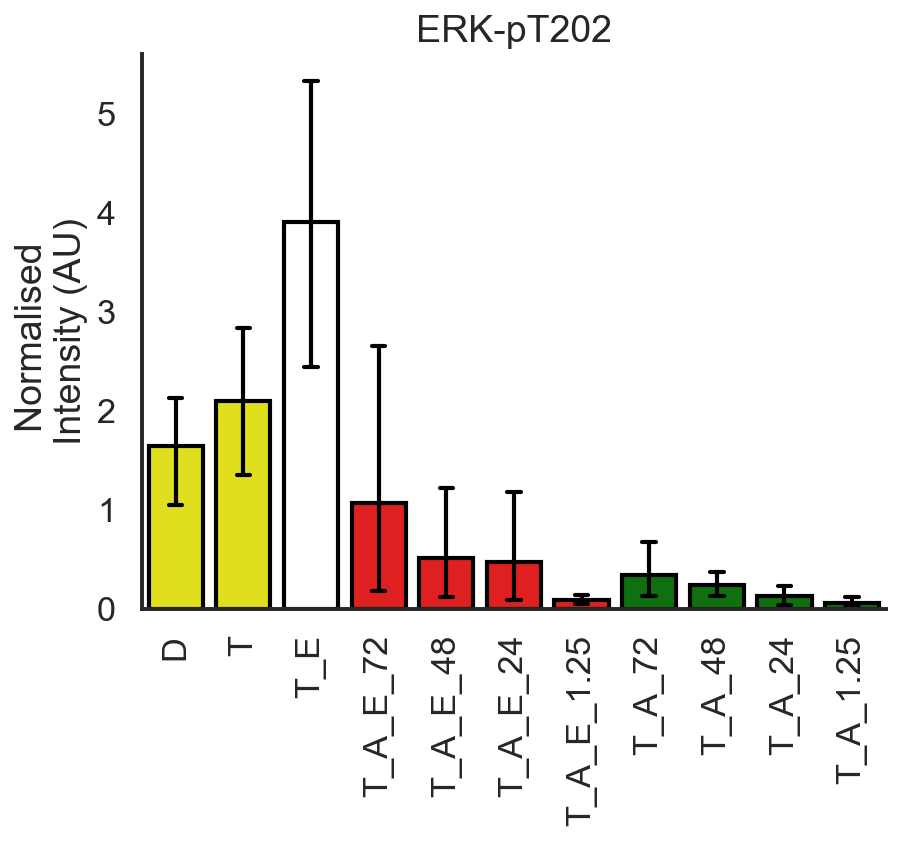 ERK-pT202
Normalised
Intensity (AU)
5
4
3
2
1
0
D
T
T_E
T_A_E_72
T_A_E_48
T_A_E_24
T_A_E_1.25
T_A_72
T_A_48
T_A_24
T_A_1.25